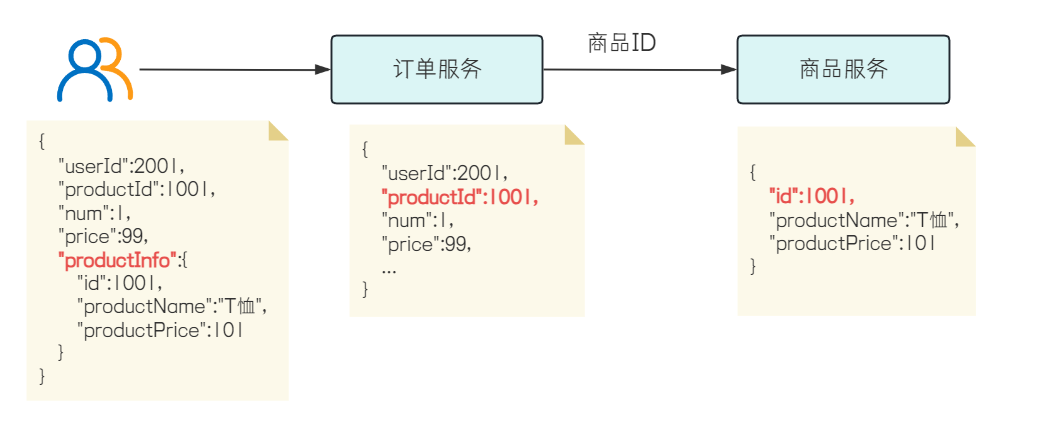 商品ID
订单服务
商品服务
{
"userId":2001,
"productId":1001,
"num":1,
"price":99,
"productInfo":{
"id":1001,
"productName":"T恤",
"productPrice":101
}
}
{
"userId":2001,
"productId":1001,
"num":1,
"price":99,
...
}
{
"id":1001,
"productName":"T恤",
"productPrice":101
}